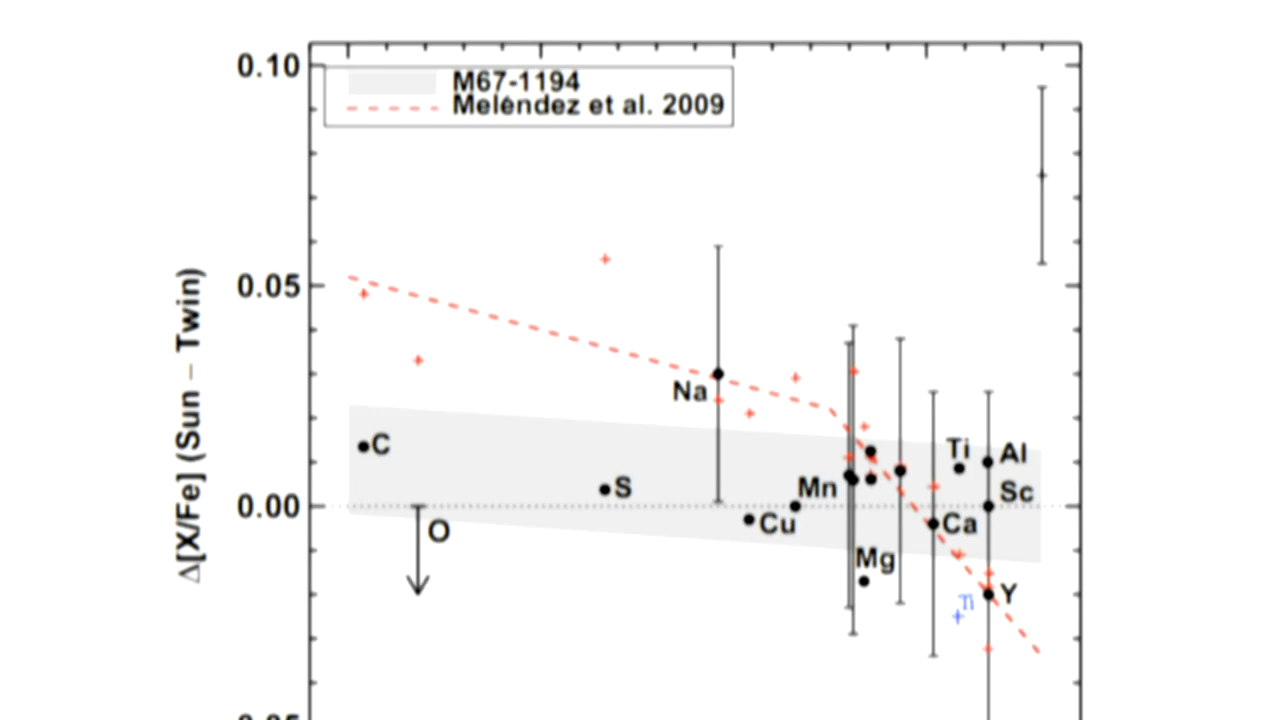 0.10
M67-1194
Meléndez et al. 2009
0.05
Δ[X/Fe] (Sun – Twin)
Na
C
Ti
Al
S
Mn
Sc
0.00
Cu
Ca
O
Mg
Y
Ti